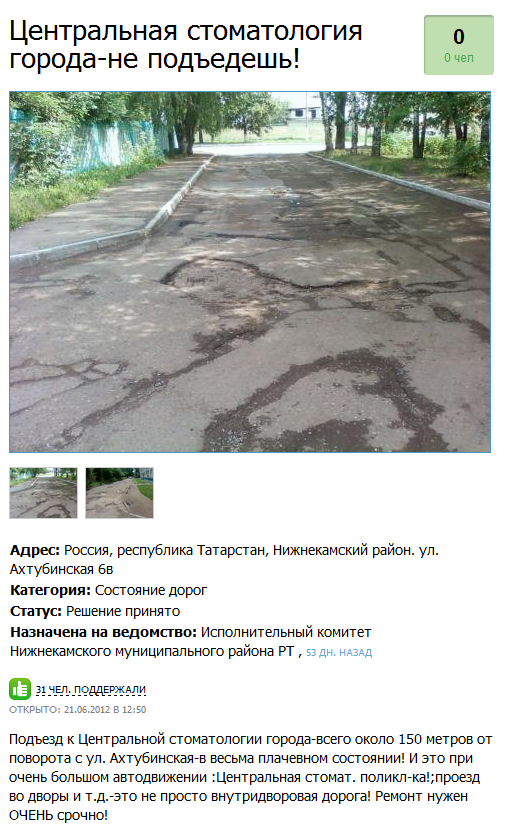 Центральная стоматология
города-не подъедешь!
0
0 чел
Адрес: Россия, республика Татарстан, Нижнекамский район. ул.
Ахтубинская 6в
Категория: Состояние дорог
Статус: Решение принято
Назначена на ведомство: Исполнительный комитет
Нижнекамского муниципального района РТ , 53 ДН. НАЗАД
31 ЧЕЛ. ПОДДЕРЖАЛИ
ОТКРЫТО: 21.06.2012 В 12:50
Подъезд к Центральной стоматологии города-всего около 150 метров от
поворота с ул. Ахтубинская-в весьма плачевном состоянии! И это при
очень большом автодвижении :Центральная стомат. поликл-ка!;проезд
во дворы и т.д.-это не просто внутридворовая дорога! Ремонт нужен
ОЧЕНЬ срочно!